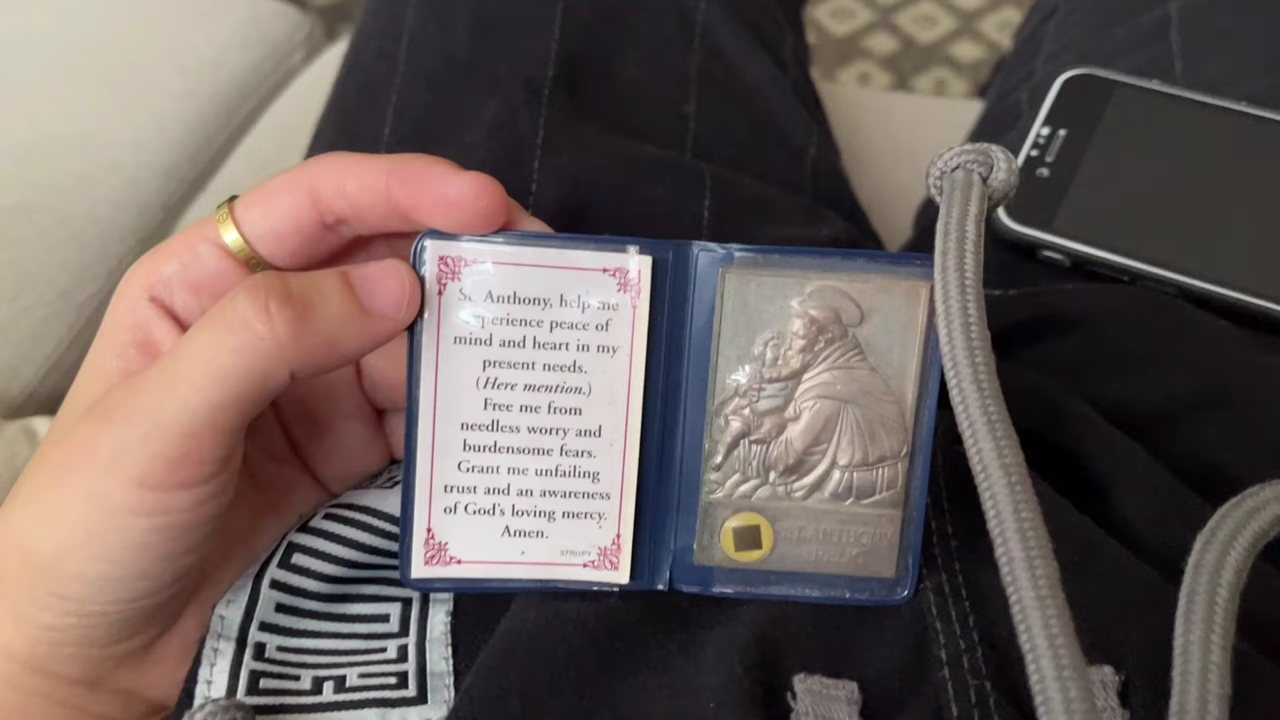 St. Anthony, help me
experience peace of
mind and heart in my
present needs.
(Here mention.)
Free me from
needless worry and
burdensome fears.
Grant me unfailing
trust and an awareness
of God's loving mercy.
Amen.
37701PY
ST. ANTHONY